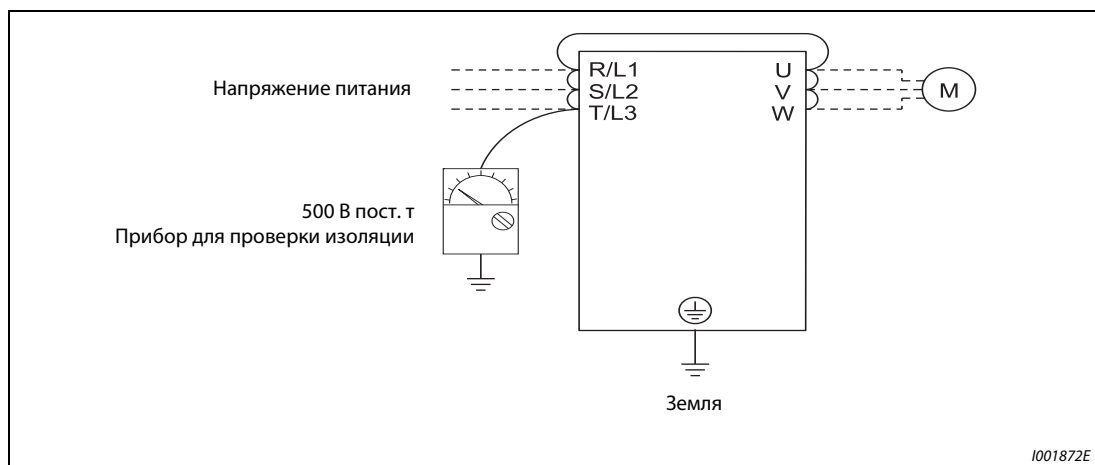 R/L1 U
Напряжение питания S/L2 V M
T/L3 W
500 В пост. т
Прибор для проверки изоляции
Земля
I001872E